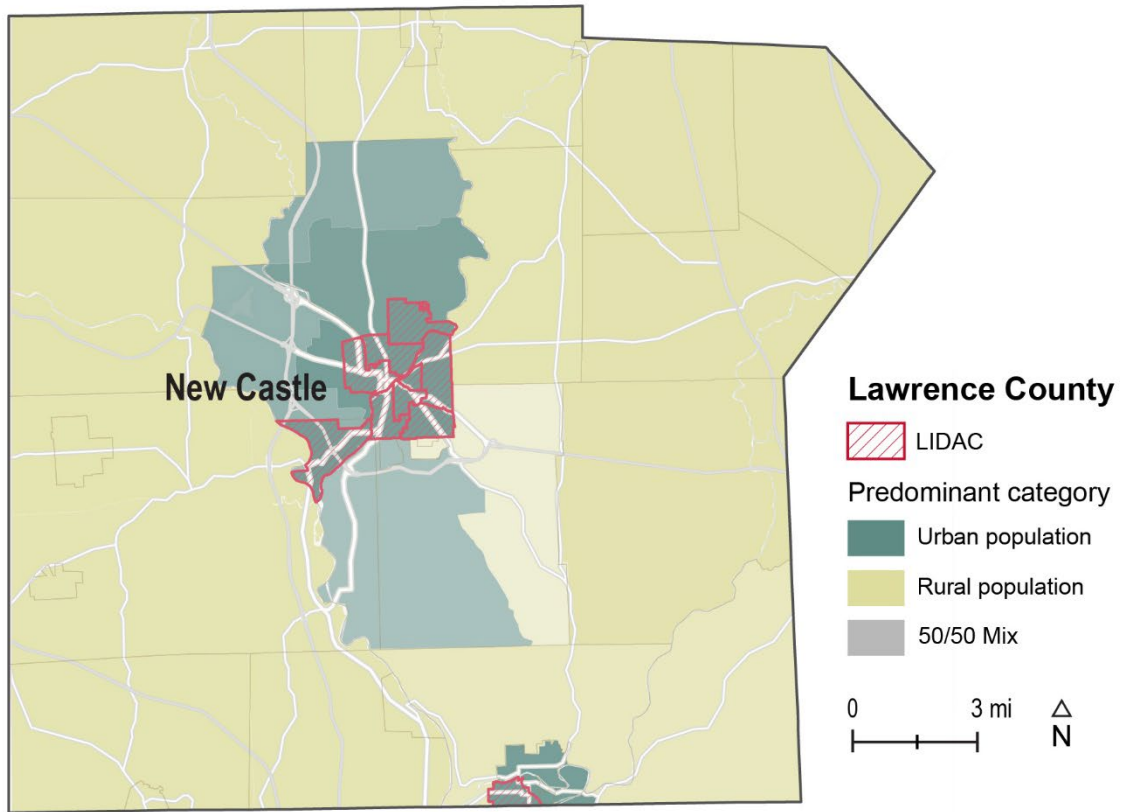 New Castle
Lawrence County
LIDAC
Predominant category
Urban population
Rural population
50/50 Mix
0 3 mi
N